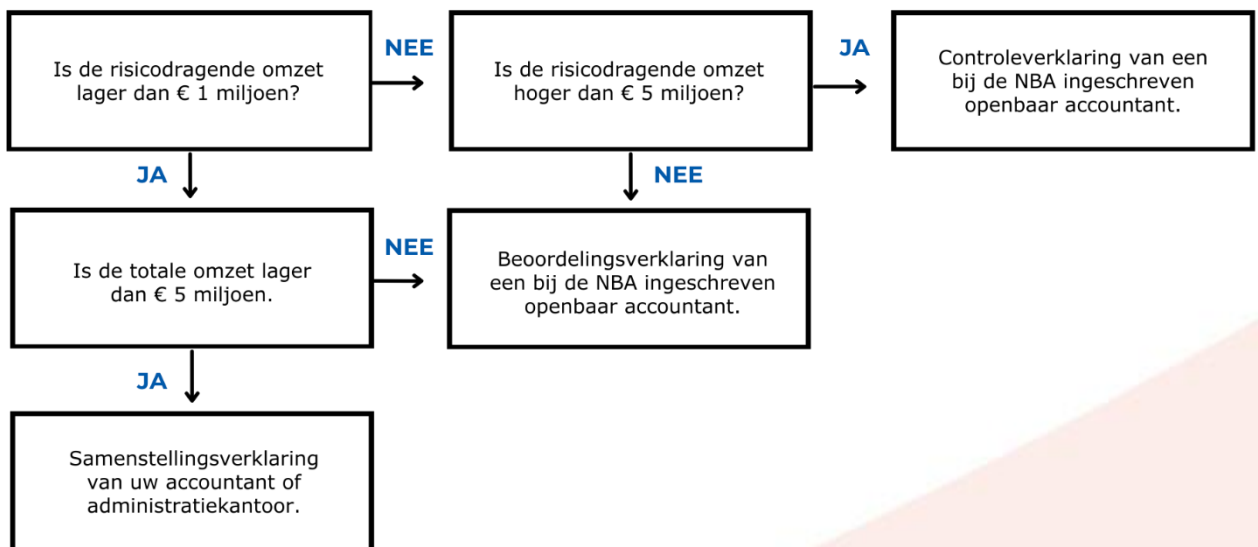 Is de risicodragende omzet
lager dan € 1 miljoen?
NEE
Is de risicodragende omzet
hoger dan € 5 miljoen?
JA
Controleverklaring van een
bij de NBA ingeschreven
openbaar accountant.
JA
NEE
Is de totale omzet lager
dan € 5 miljoen.
NEE
Beoordelingsverklaring van
een bij de NBA ingeschreven
openbaar accountant.
JA
Samenstellingsverklaring
van uw accountant of
administratiekantoor.